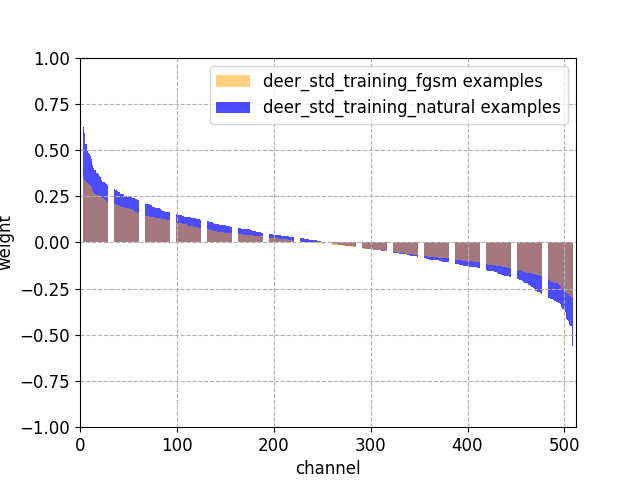 deer_std_training_fgsm examples
deer_std_training_natural examples
1.00
0.75
0.50
0.25
0.00
−0.25
−0.50
−0.75
−1.00
weight
0 100 200 300 400 500
channel